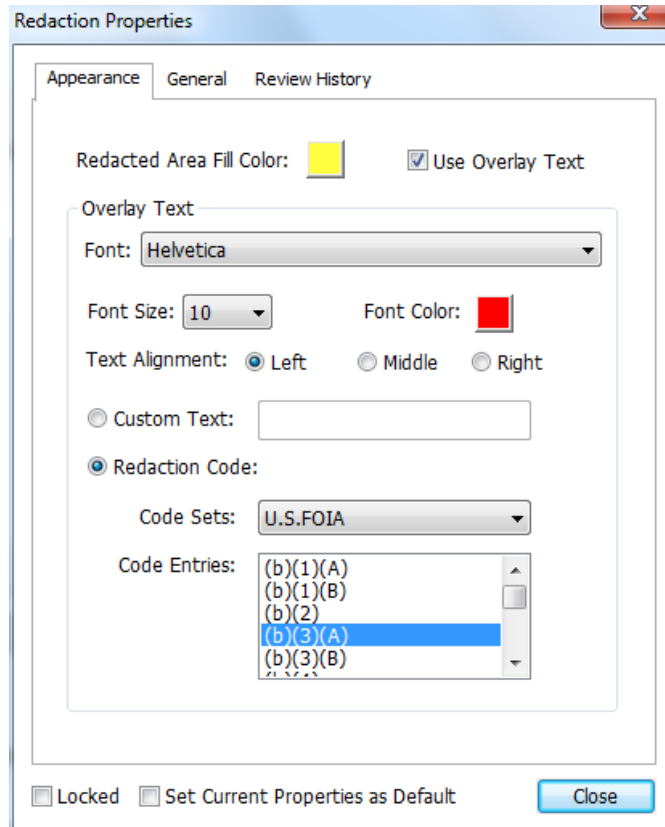 Redaction Properties
X
Appearance General Review History
Redacted Area Fill Color: Use Overlay Text
Overlay Text
Font: Helvetica
Font Size: 10 Font Color:
Text Alignment: Left Middle Right
Custom Text:
Redaction Code:
Code Sets: U.S.FOIA
Code Entries: (b)(1)(A)
(b)(1)(B)
(b)(2)
(b)(3)(A)
(b)(3)(B)
Locked Set Current Properties as Default Close